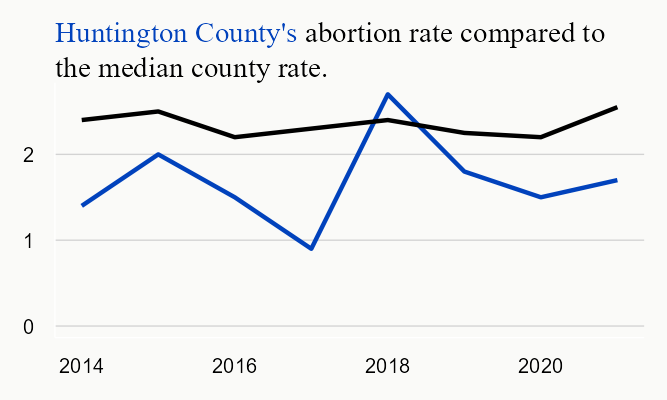 Huntington County's abortion rate compared to
the median county rate.
2
1
0
2014 2016 2018 2020